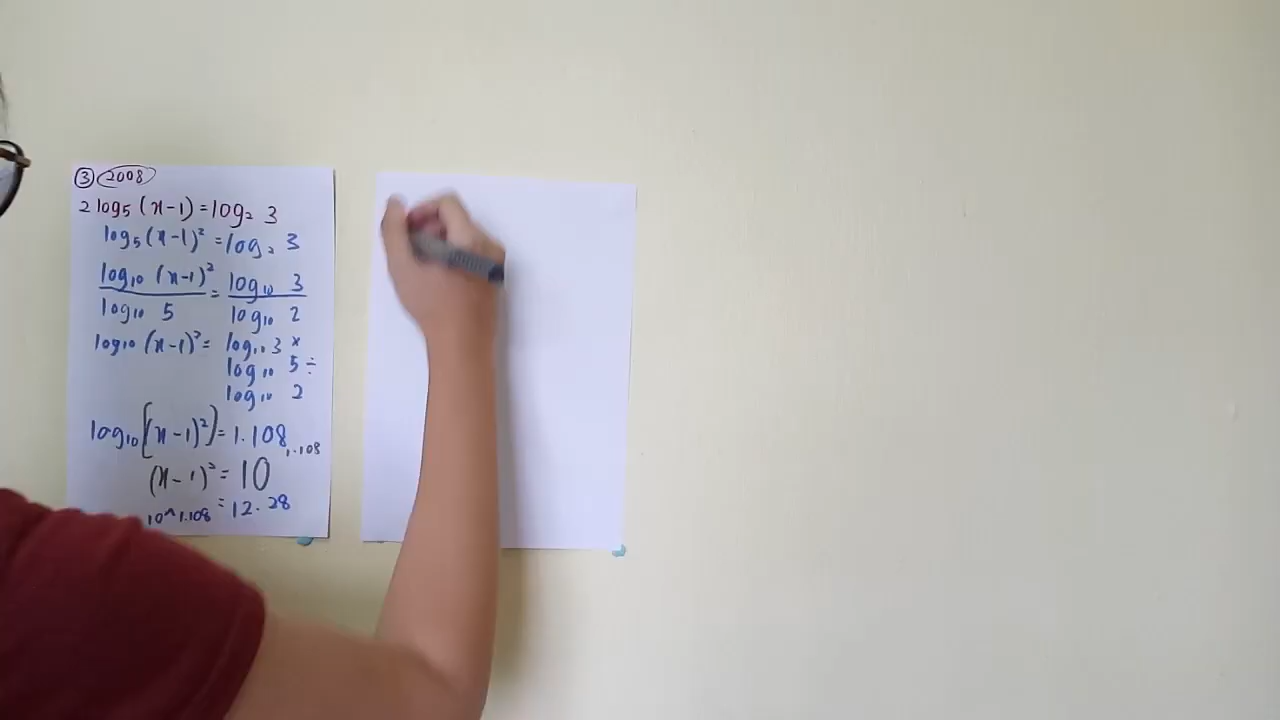 ③ 2008
2 log₅ (x-1) = log₂ 3
log₅ (x-1)² = log₂ 3
log₁₀ (x-1)² / log₁₀ 5 = log₁₀ 3 / log₁₀ 2
log₁₀ (x-1)² = log₁₀ 3 ×
log₁₀ 5 ÷
log₁₀ 2
log₁₀ [(x-1)²] = 1.108
(x-1)² = 10^1.108
10^1.108 = 12.28